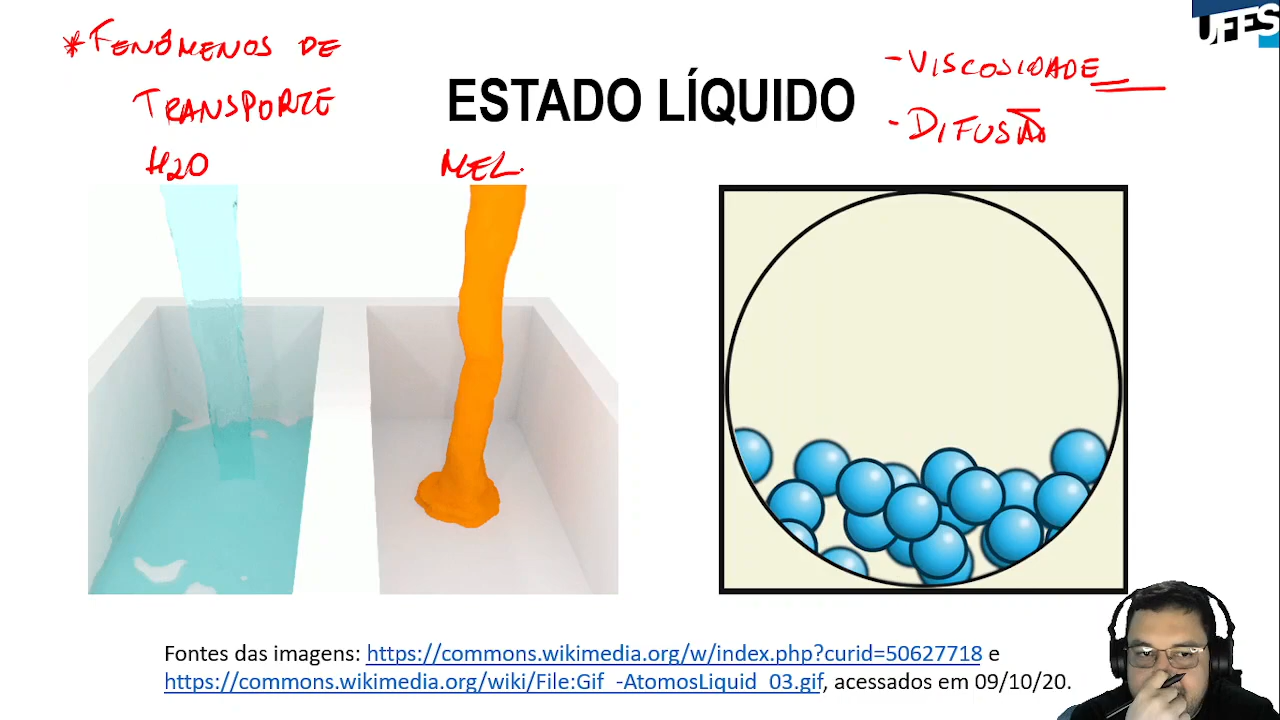 UFES
* FENÔMENOS DE
TRANSPORTE
ESTADO LÍQUIDO
- VISCOSIDADE
- DIFUSÃO
H2O
MEL.
Fontes das imagens: https://commons.wikimedia.org/w/index.php?curid=50627718 e
https://commons.wikimedia.org/wiki/File:Gif_-AtomosLiquid_03.gif, acessados em 09/10/20.